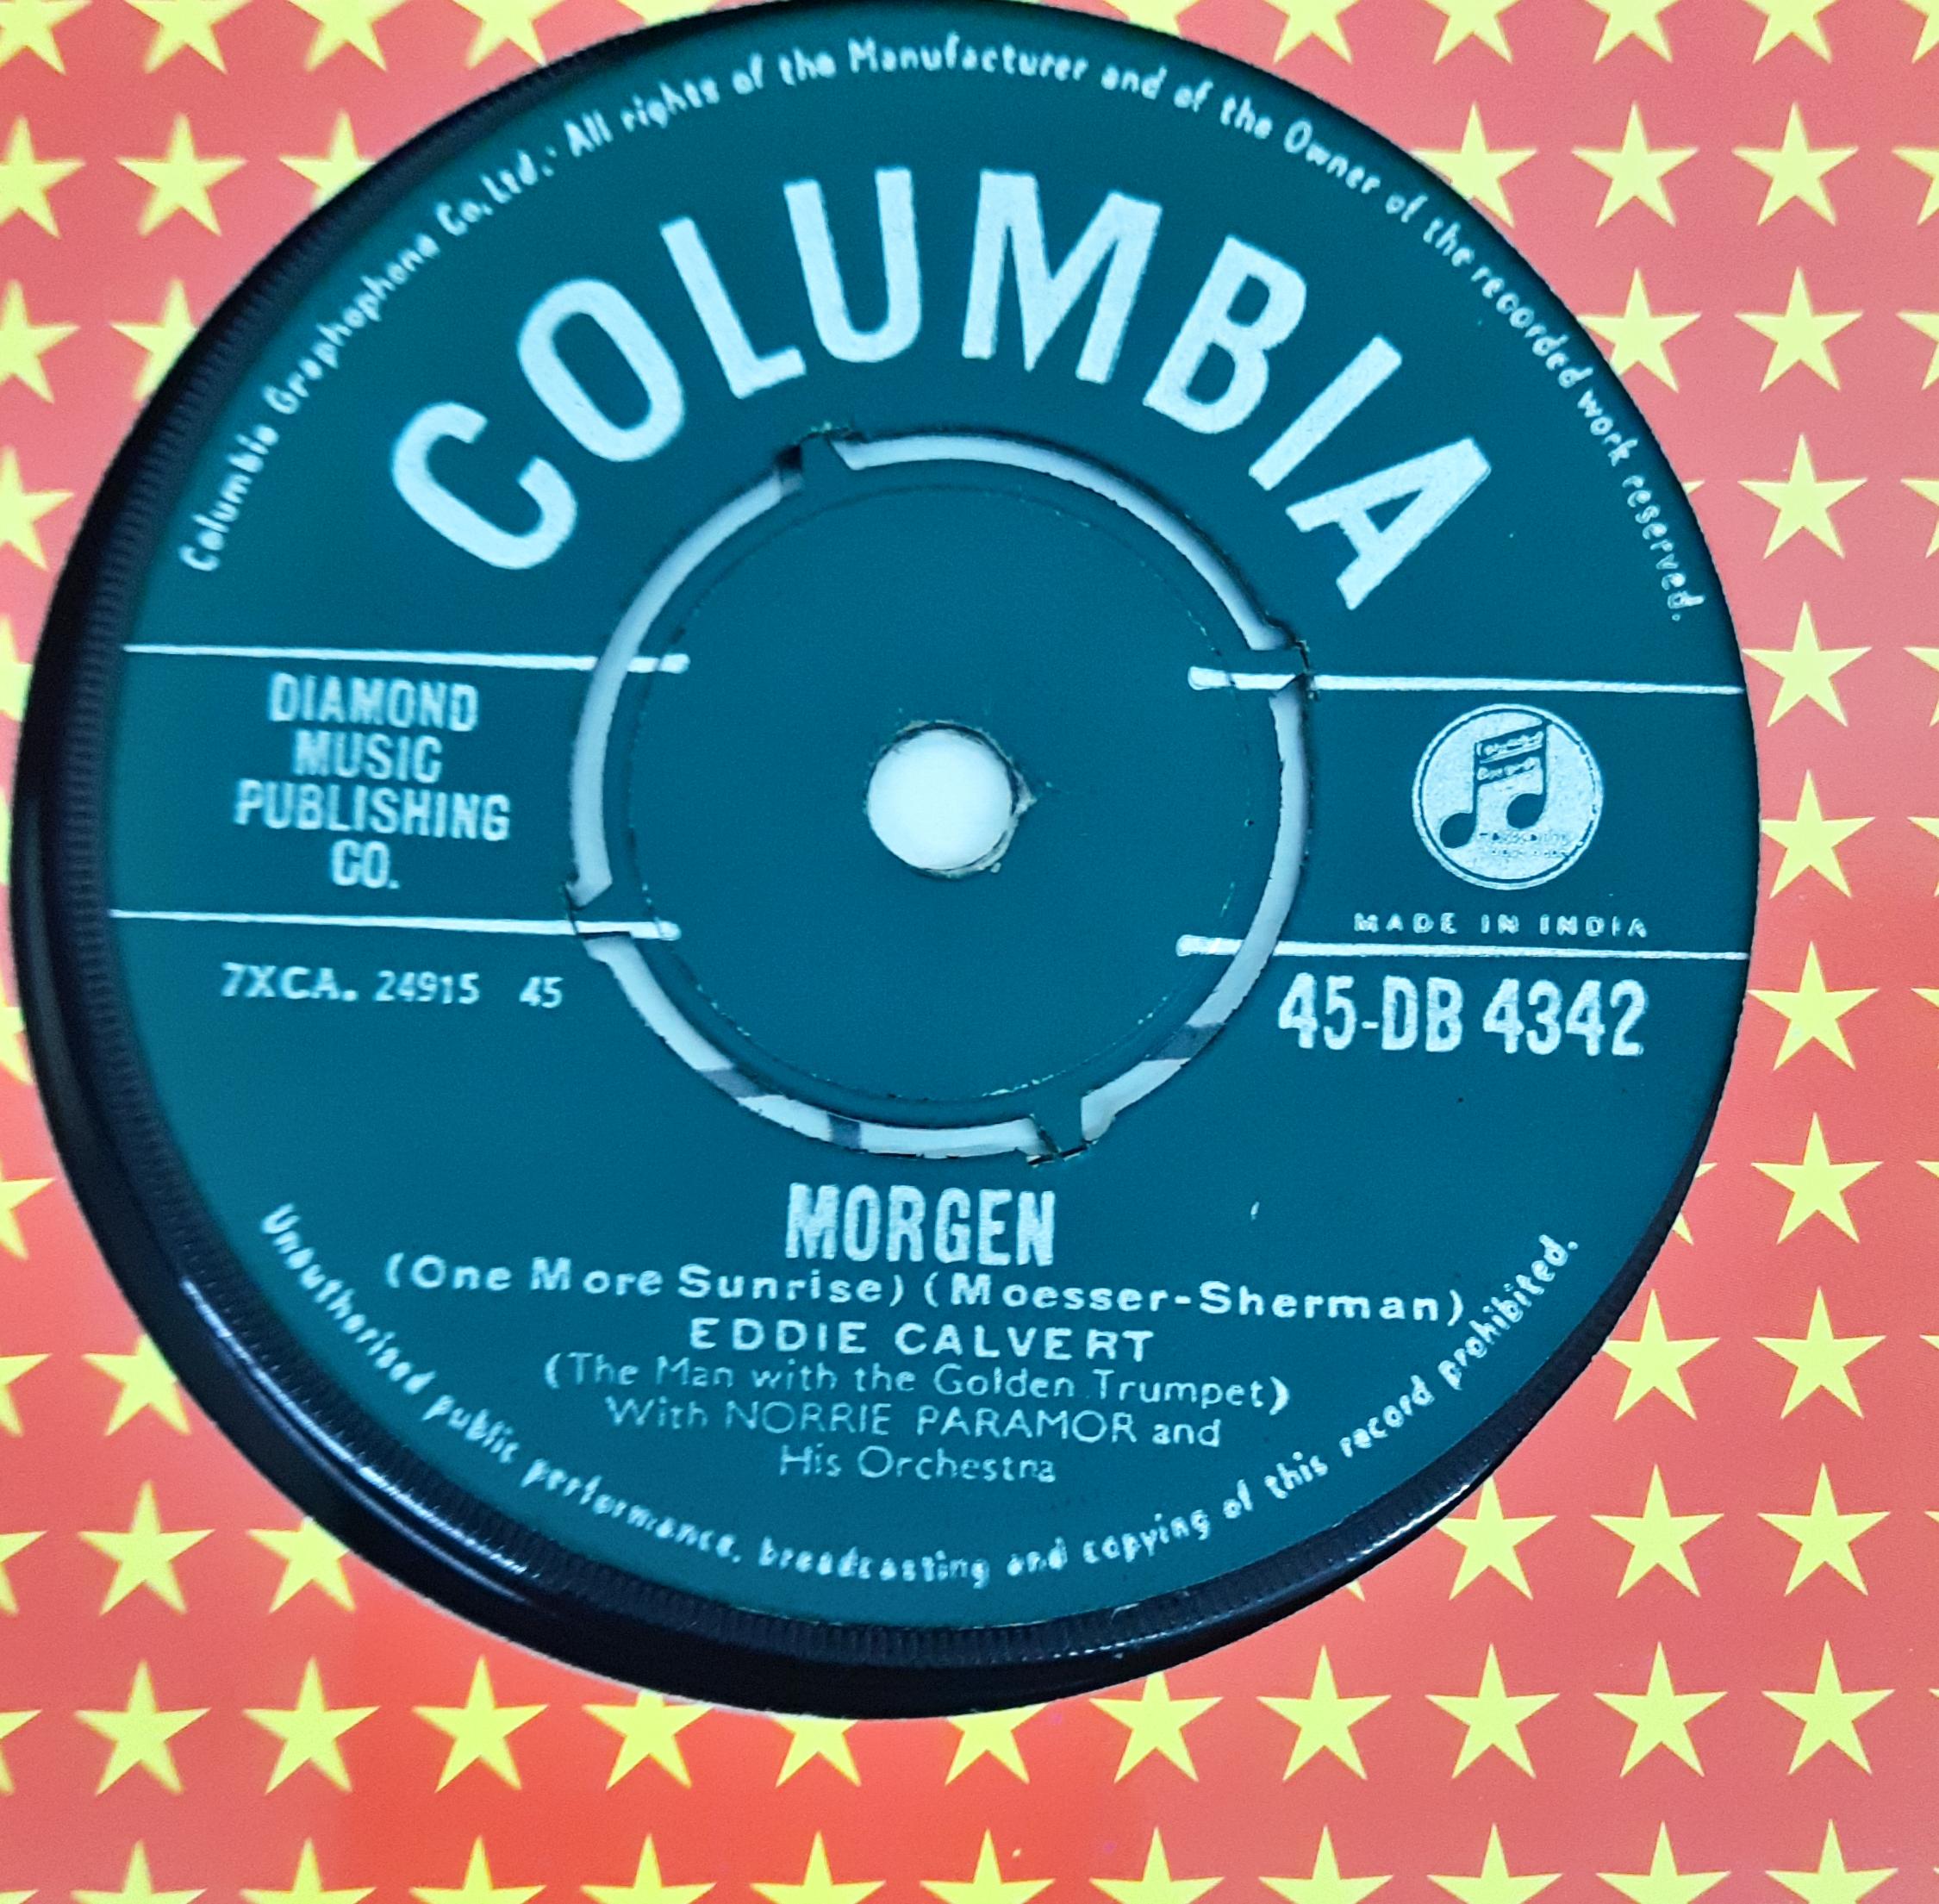 Columbia Graphophone Co. Ltd. All rights of the Manufacturer and of the Owner of the recorded work reserved.
COLUMBIA
DIAMOND
MUSIC
PUBLISHING
CO.
MADE IN INDIA
7XCA. 24915 45
45-DB 4342
MORGEN
(One More Sunrise) (Moesser-Sherman)
EDDIE CALVERT
(The Man with the Golden Trumpet)
With NORRIE PARAMOR and
His Orchestra
Unauthorised public performance, broadcasting and copying of this record prohibited.